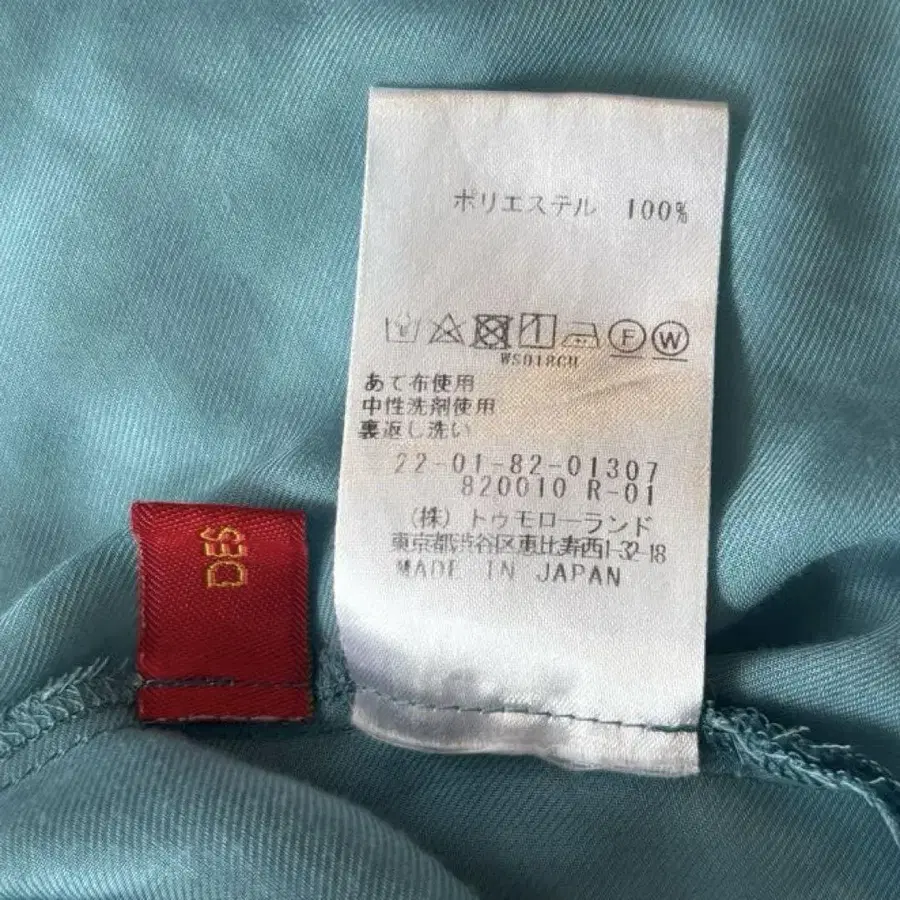 ポリエステル 100%
F W
WS018CU
あて布使用
中性洗剤使用
裏返し洗い
22-01-82-01307
820010 R-01
(株) トゥモローランド
東京都渋谷区恵比寿西1-32-18
MADE IN JAPAN
DES